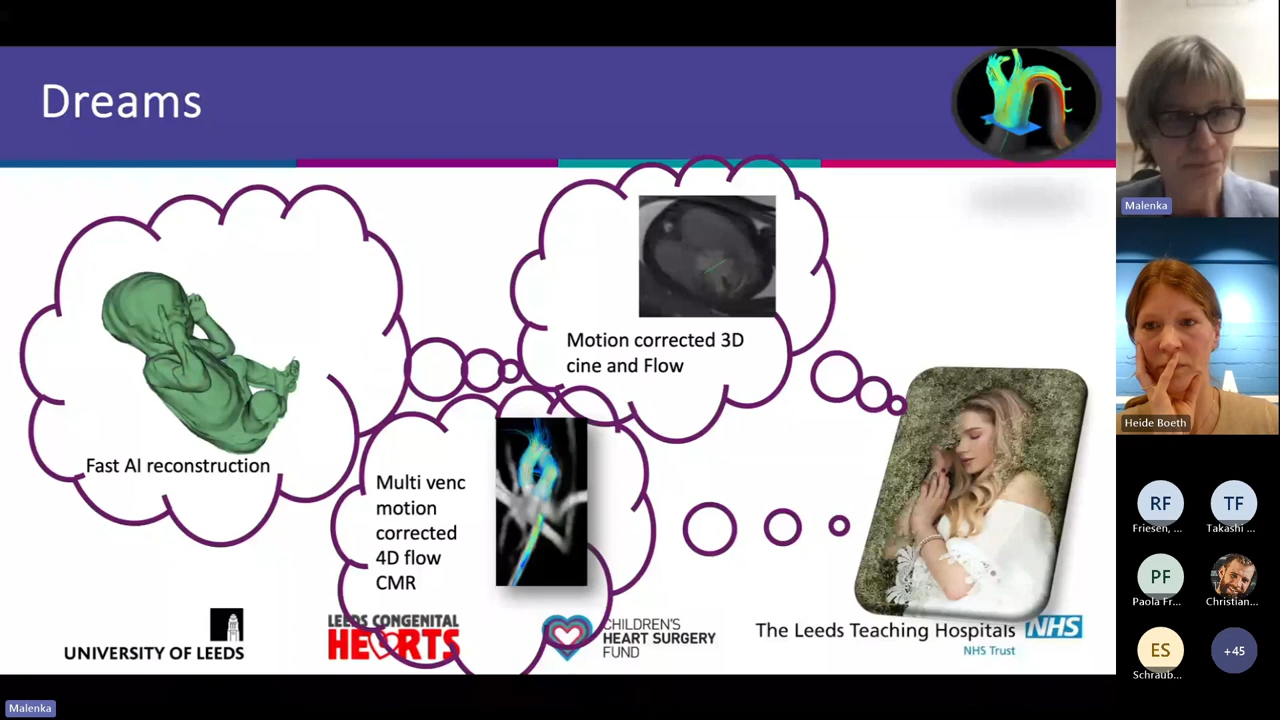 Dreams
Motion corrected 3D
cine and Flow
Fast AI reconstruction
Multi venc
motion
corrected
4D flow
CMR
UNIVERSITY OF LEEDS
LEEDS CONGENITAL
HEARTS
CHILDREN'S
HEART SURGERY
FUND
The Leeds Teaching Hospitals
NHS
NHS Trust
Malenka
Heide Boeth
RF
Friesen, ...
TF
Takashi ...
PF
Paola Fr...
Christian...
ES
Schraub...
+45
Malenka